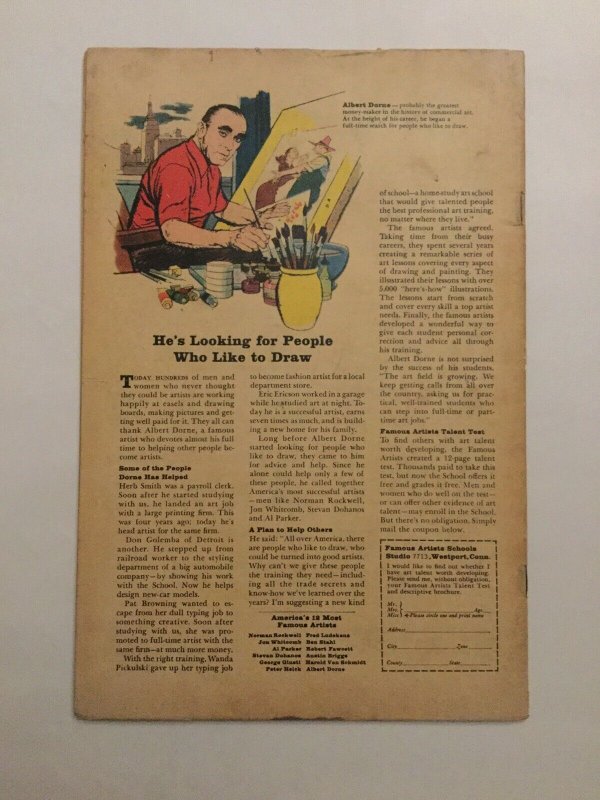 Albert Dorne — probably the greatest
money-maker in the history of commercial art.
At the height of his career, he began a
full-time search for people who like to draw.
He's Looking for People
Who Like to Draw
TODAY HUNDREDS of men and
women who never thought
they could be artists are working
happily at easels and drawing
boards, making pictures and get-
ting well paid for it. They all can
thank Albert Dorne, a famous
artist who devotes almost his full
time to helping other people be-
come artists.
Some of the People
Dorne Has Helped
Herb Smith was a payroll clerk.
Soon after he started studying
with us, he landed an art job
with a large printing firm. This
was four years ago; today he's
head artist for the same firm.
Don Golemba of Detroit is
another. He stepped up from
railroad worker to the styling
department of a big automobile
company—by showing his work
with the School. Now he helps
design new-car models.
Pat Browning wanted to es-
cape from her dull typing job to
something creative. Soon after
studying with us, she was pro-
moted to full-time artist with the
same firm—at much more money.
With the right training, Wanda
Pickulski gave up her typing job
to become fashion artist for a local
department store.
Eric Ericson worked in a garage
while he studied art at night. To-
day he is a successful artist, earns
seven times as much, and is build-
ing a new home for his family.
Long before Albert Dorne
started looking for people who
like to draw, they came to him
for advice and help. Since he
alone could help only a few of
these people, he called together
America's most successful artists
—men like Norman Rockwell,
Jon Whitcomb, Stevan Dohanos
and Al Parker.
A Plan to Help Others
He said: "All over America, there
are people who like to draw, who
could be turned into good artists.
Why can't we give these people
the training they need—includ-
ing all the trade secrets and
know-how we've learned over the
years? I'm suggesting a new kind
America's 12 Most
Famous Artists
Norman Rockwell Fred Ludekens
Jon Whitcomb Ben Stahl
Al Parker Robert Fawcett
Stevan Dohanos Austin Briggs
George Giusti Harold Von Schmidt
Peter Helck Albert Dorne
of school—a home-study art school
that would give talented people
the best professional art training,
no matter where they live."
The famous artists agreed.
Taking time from their busy
careers, they spent several years
creating a remarkable series of
art lessons covering every aspect
of drawing and painting. They
illustrated their lessons with over
5,000 "here's-how" illustrations.
The lessons start from scratch
and cover every skill a top artist
needs. Finally, the famous artists
developed a wonderful way to
give each student personal cor-
rection and advice all through
his training.
Albert Dorne is not surprised
by the success of his students.
"The art field is growing. We
keep getting calls from all over
the country, asking us for prac-
tical, well-trained students who
can step into full-time or part-
time art jobs."
Famous Artists Talent Test
To find others with art talent
worth developing, the Famous
Artists created a 12-page talent
test. Thousands paid to take this
test, but now the School offers it
free and grades it free. Men and
women who do well on the test—
or can offer other evidence of art
talent—may enroll in the School.
But there's no obligation. Simply
mail the coupon below.
Famous Artists Schools
Studio 7713, Westport, Conn.
I would like to find out whether I
have art talent worth developing.
Please send me, without obligation,
your Famous Artists Talent Test
and descriptive brochure.
Mr.
Mrs. Age
Miss Please circle one and print name
Address
City Zone
County State